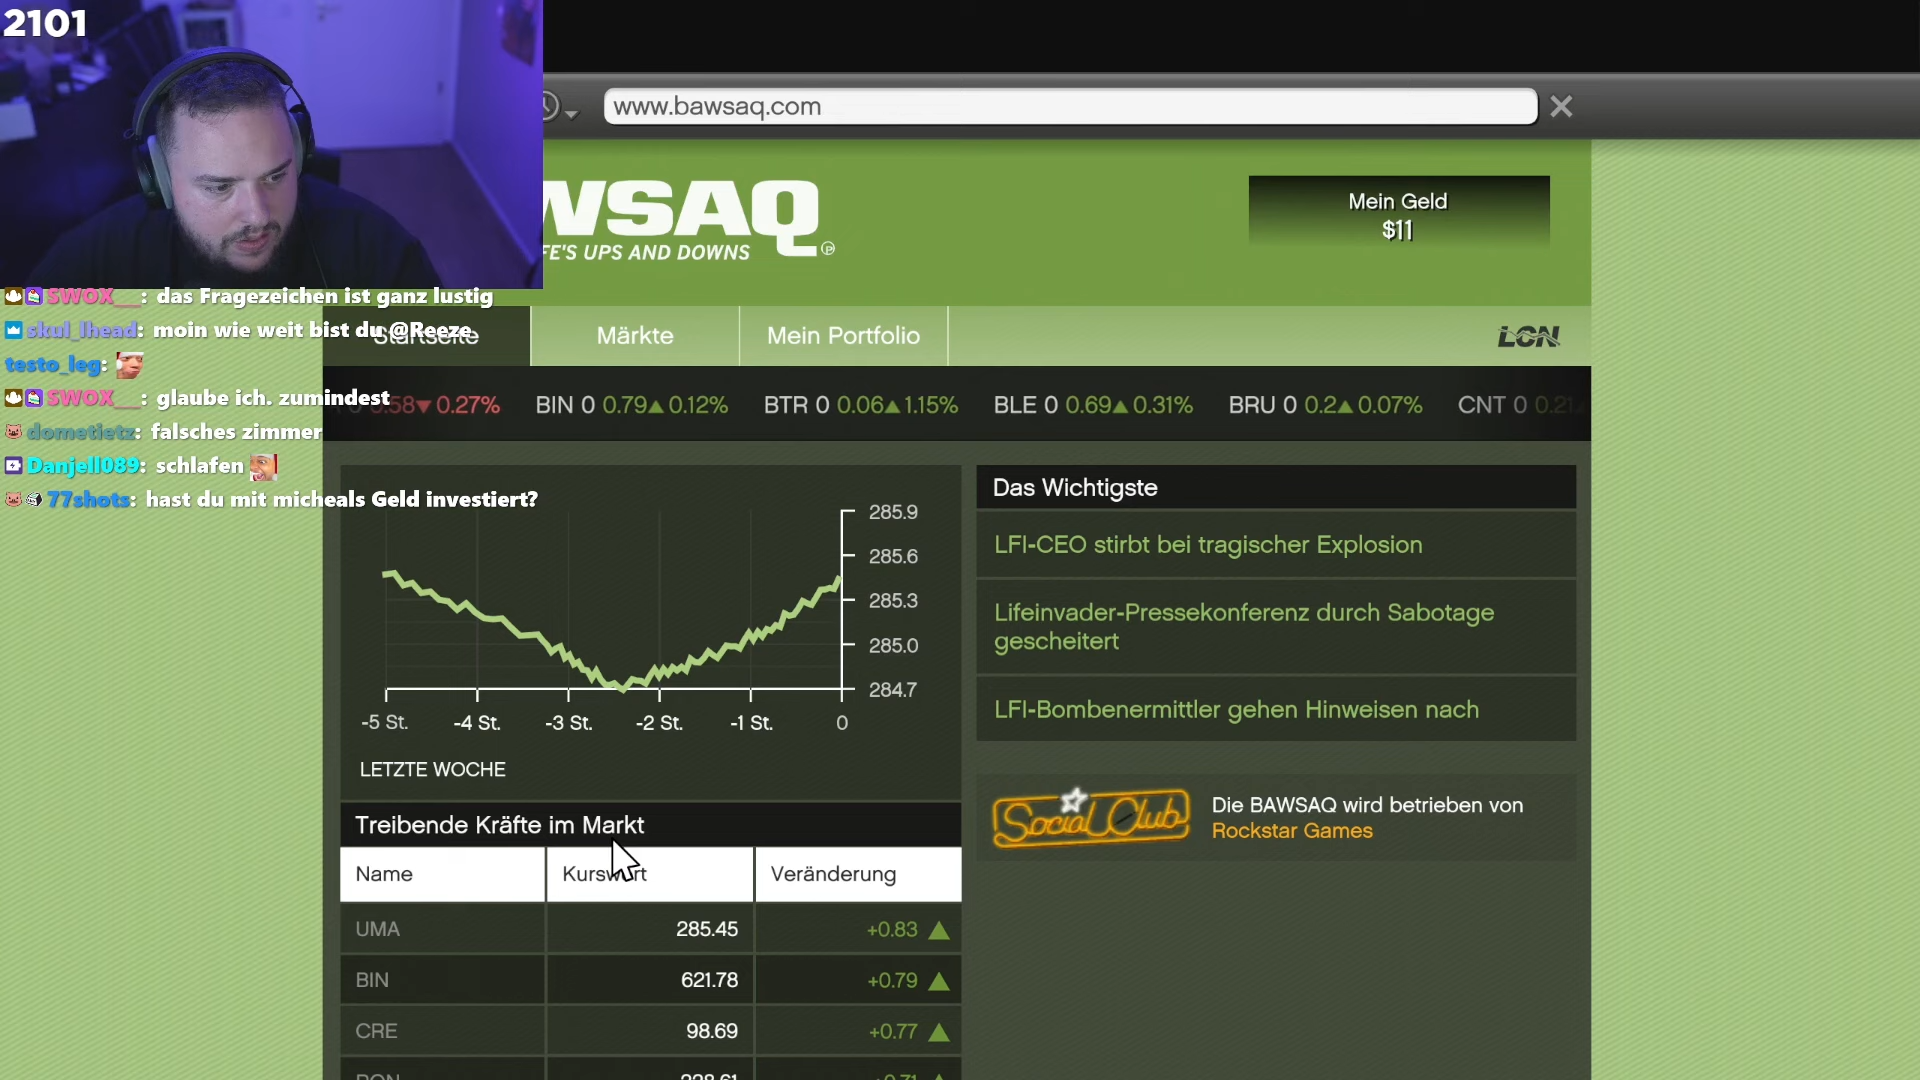 2101
www.bawsaq.com
WSAQ
FE'S UPS AND DOWNS
Mein Geld
$11
SWOX__: das Fragezeichen ist ganz lustig
skul_lhead: moin wie weit bist du @Reeze
testo_leg:
SWOX__: glaube ich. zumindest
dometietz: falsches zimmer
Danjell089: schlafen
77shots: hast du mit micheals Geld investiert?
Startseite
Märkte
Mein Portfolio
LCN
0.58▼0.27% BIN 0 0.79▲0.12% BTR 0 0.06▲1.15% BLE 0 0.69▲0.31% BRU 0 0.2▲0.07% CNT 0 0.21
285.9
285.6
285.3
285.0
284.7
-5 St. -4 St. -3 St. -2 St. -1 St. 0
LETZTE WOCHE
Treibende Kräfte im Markt
Name Kurswert Veränderung
UMA 285.45 +0.83
BIN 621.78 +0.79
CRE 98.69 +0.77
Das Wichtigste
LFI-CEO stirbt bei tragischer Explosion
Lifeinvader-Pressekonferenz durch Sabotage
gescheitert
LFI-Bombenermittler gehen Hinweisen nach
Social Club
Die BAWSAQ wird betrieben von
Rockstar Games